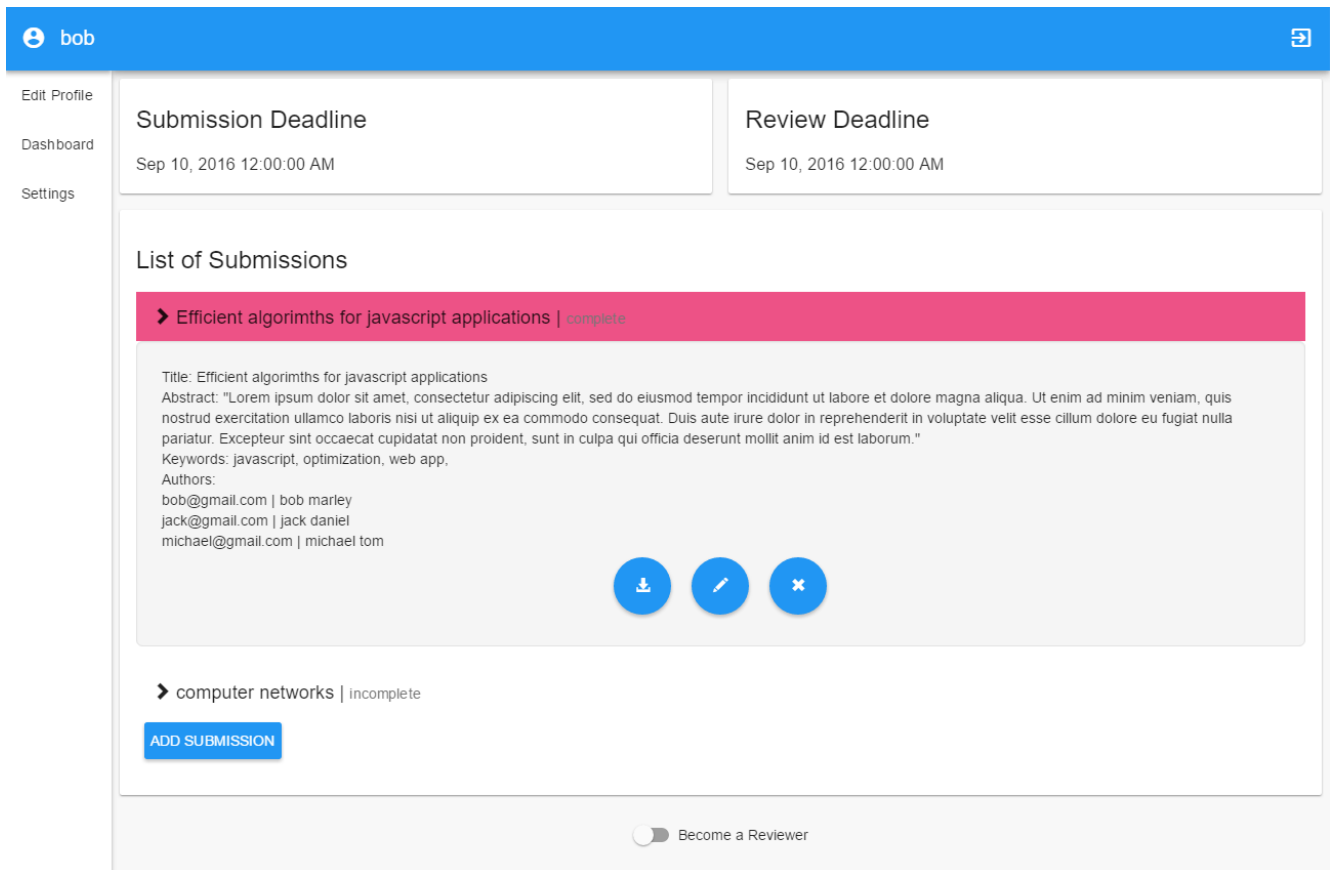 bob
Edit Profile
Dashboard
Settings
Submission Deadline
Sep 10, 2016 12:00:00 AM
Review Deadline
Sep 10, 2016 12:00:00 AM
List of Submissions
Efficient algorimths for javascript applications | complete
Title: Efficient algorimths for javascript applications
Abstract: "Lorem ipsum dolor sit amet, consectetur adipiscing elit, sed do eiusmod tempor incididunt ut labore et dolore magna aliqua. Ut enim ad minim veniam, quis
nostrud exercitation ullamco laboris nisi ut aliquip ex ea commodo consequat. Duis aute irure dolor in reprehenderit in voluptate velit esse cillum dolore eu fugiat nulla
pariatur. Excepteur sint occaecat cupidatat non proident, sunt in culpa qui officia deserunt mollit anim id est laborum."
Keywords: javascript, optimization, web app,
Authors:
bob@gmail.com | bob marley
jack@gmail.com | jack daniel
michael@gmail.com | michael tom
computer networks | incomplete
ADD SUBMISSION
Become a Reviewer